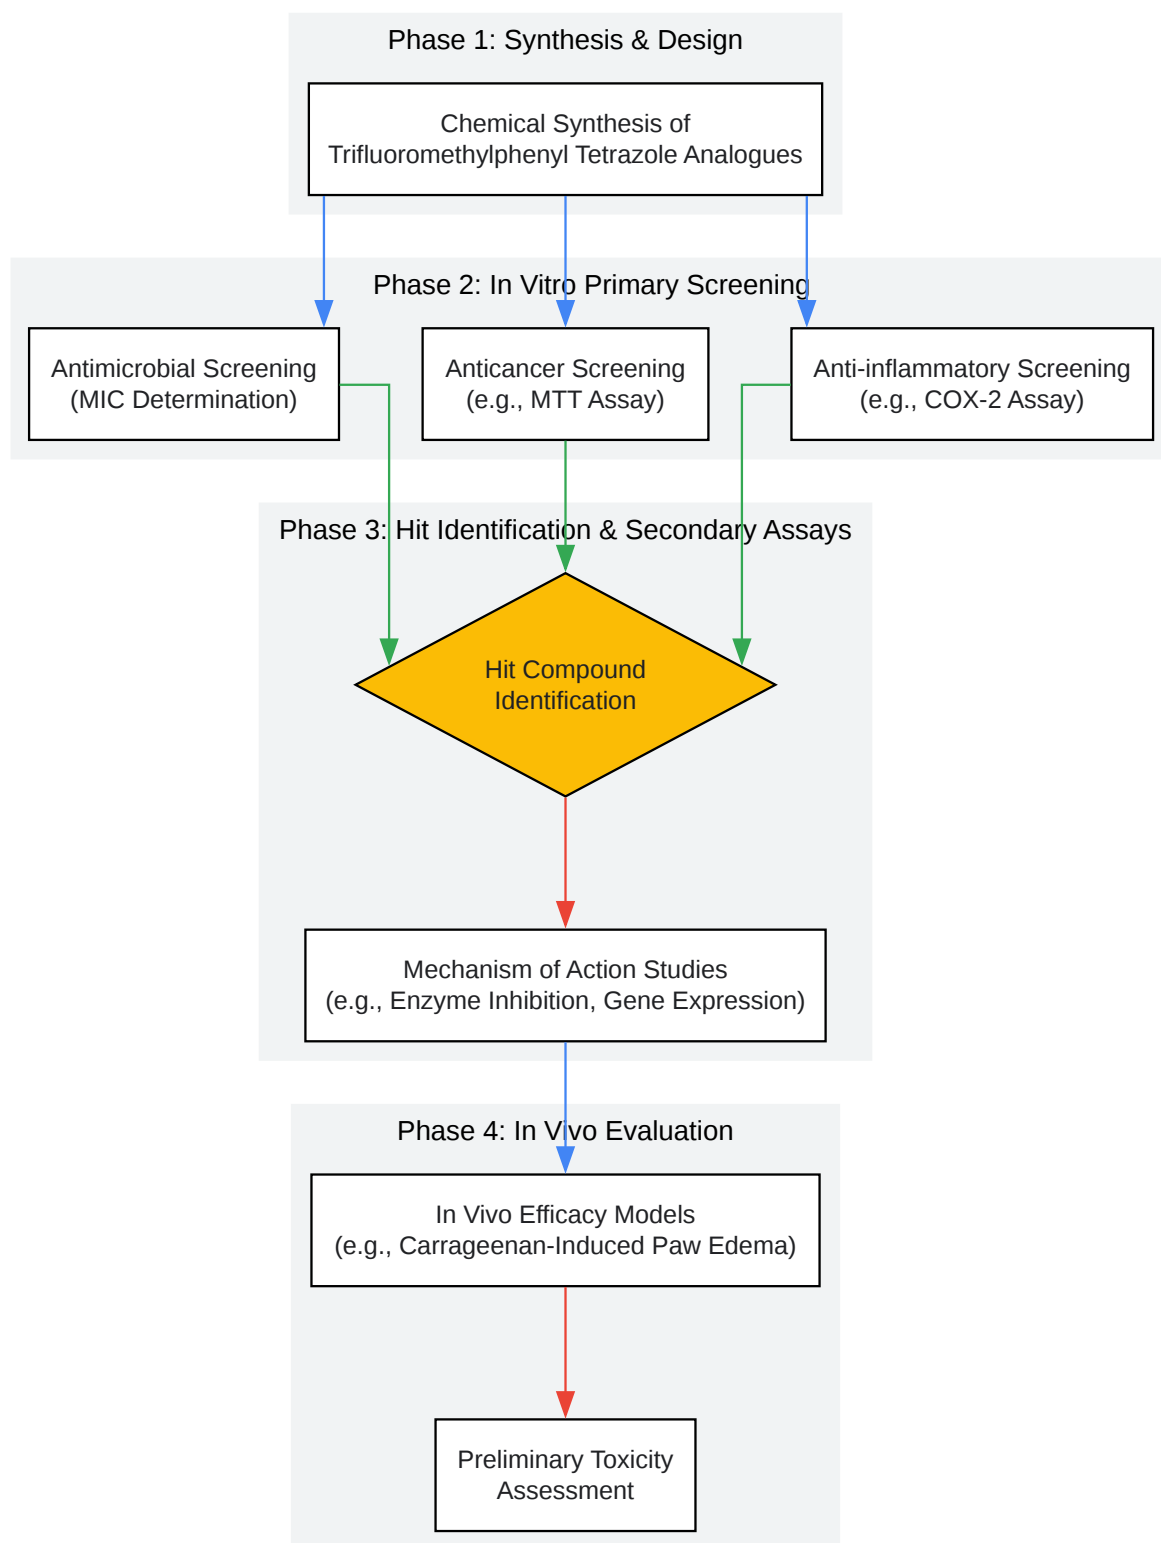 Phase 1: Synthesis & Design
Chemical Synthesis of
Trifluoromethylphenyl Tetrazole Analogues
Phase 2: In Vitro Primary Screening
Antimicrobial Screening
(MIC Determination)
Anticancer Screening
(e.g., MTT Assay)
Anti-inflammatory Screening
(e.g., COX-2 Assay)
Phase 3: Hit Identification & Secondary Assays
Hit Compound
Identification
Mechanism of Action Studies
(e.g., Enzyme Inhibition, Gene Expression)
Phase 4: In Vivo Evaluation
In Vivo Efficacy Models
(e.g., Carrageenan-Induced Paw Edema)
Preliminary Toxicity
Assessment